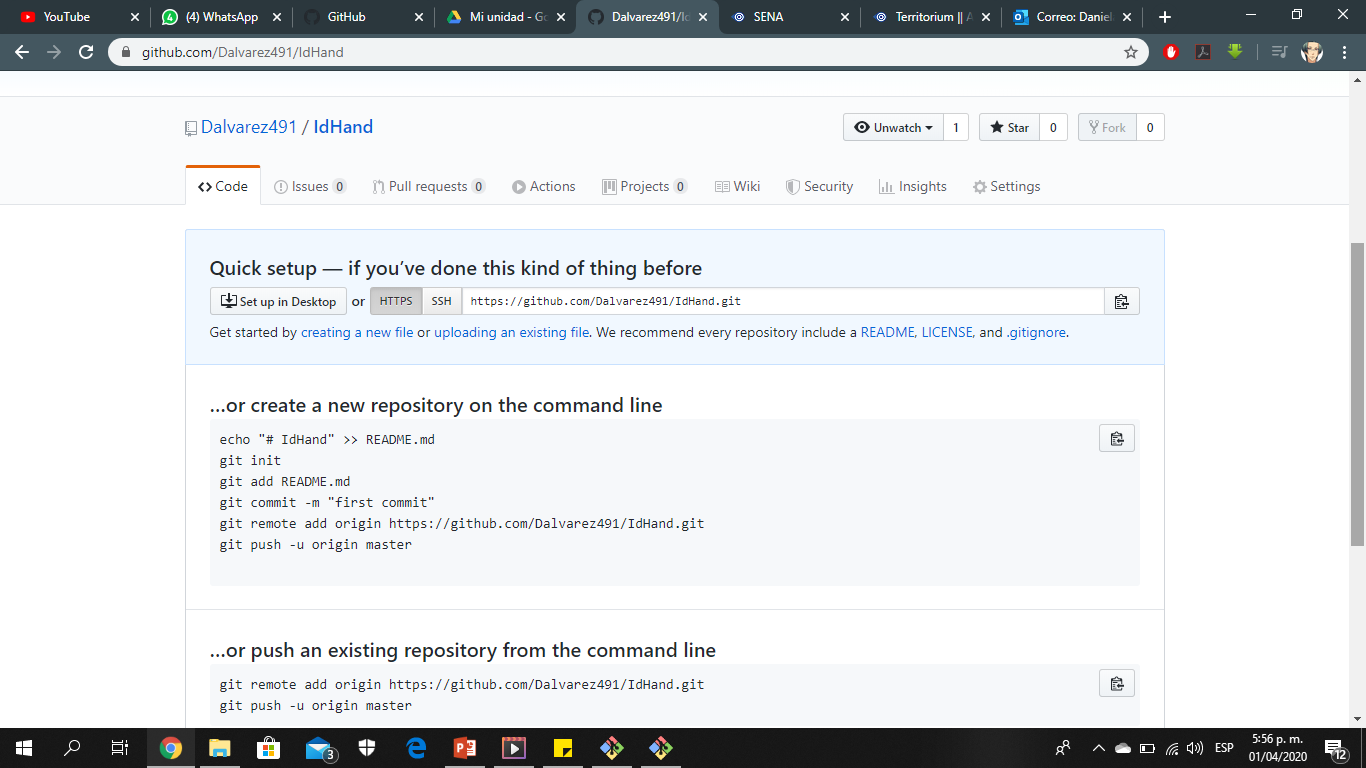 YouTube
(4) WhatsApp
GitHub
Mi unidad - Go
Dalvarez491/Id
SENA
Territorium || A
Correo: Daniel
github.com/Dalvarez491/IdHand
Dalvarez491 / IdHand
Unwatch 1
Star 0
Fork 0
Code
Issues 0
Pull requests 0
Actions
Projects 0
Wiki
Security
Insights
Settings
Quick setup — if you’ve done this kind of thing before
Set up in Desktop or HTTPS SSH https://github.com/Dalvarez491/IdHand.git
Get started by creating a new file or uploading an existing file. We recommend every repository include a README, LICENSE, and .gitignore.
…or create a new repository on the command line
echo "# IdHand" >> README.md
git init
git add README.md
git commit -m "first commit"
git remote add origin https://github.com/Dalvarez491/IdHand.git
git push -u origin master
…or push an existing repository from the command line
git remote add origin https://github.com/Dalvarez491/IdHand.git
git push -u origin master
3
ESP
5:56 p. m.
01/04/2020
12